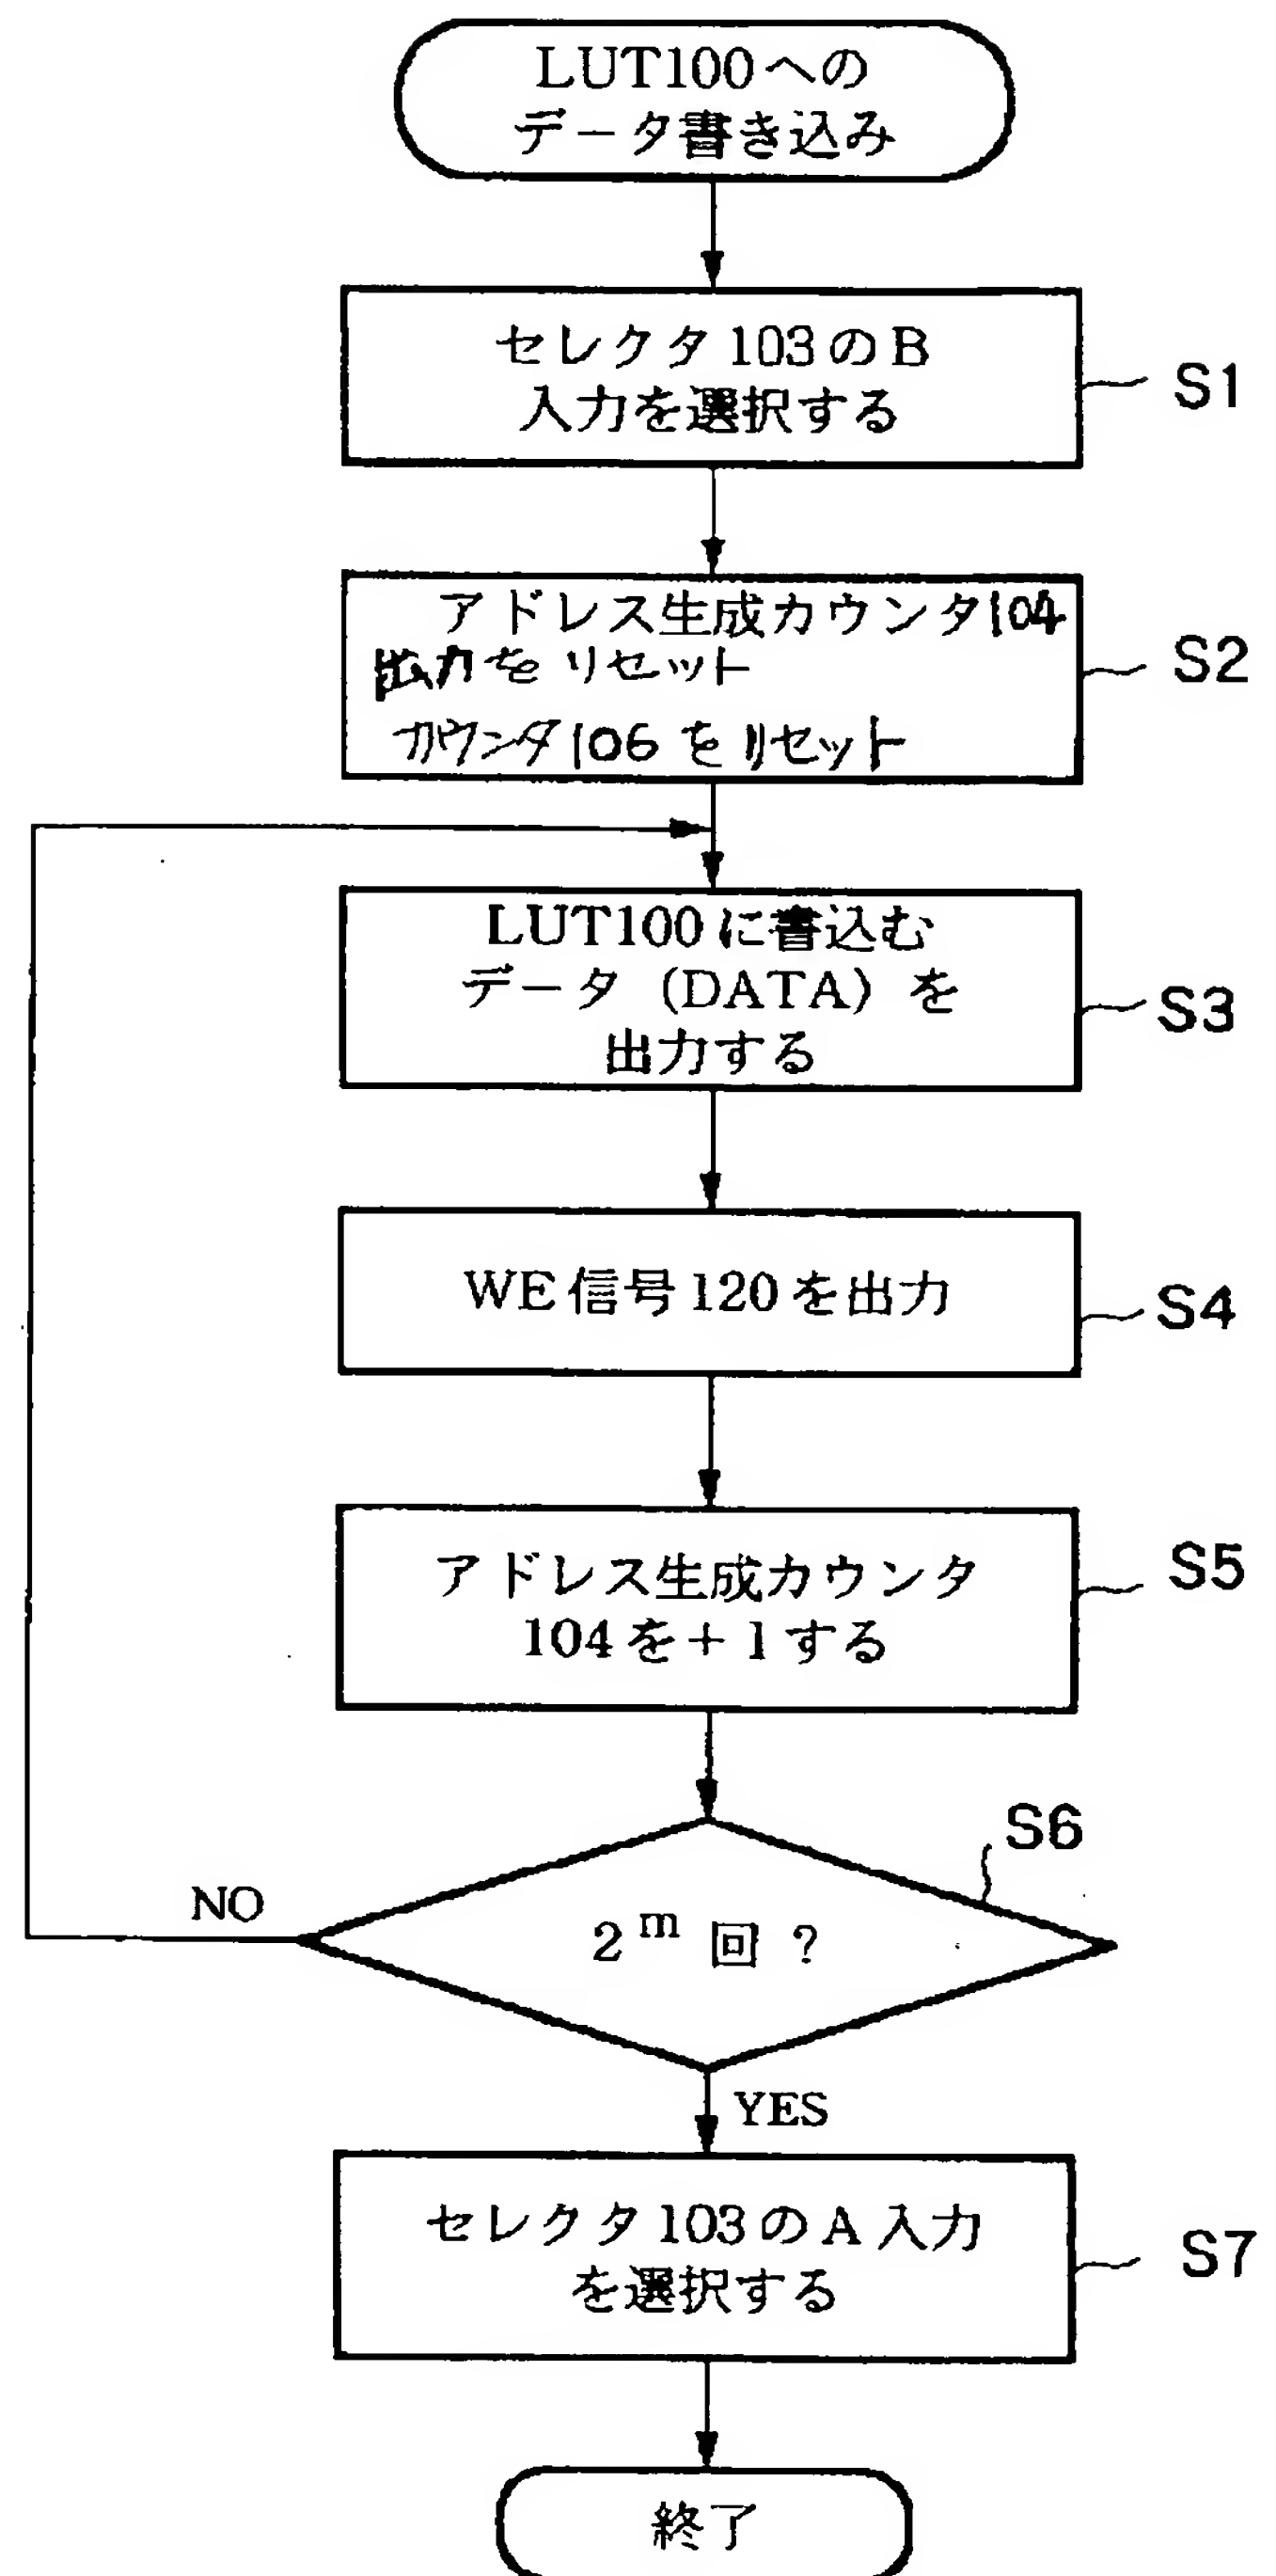 LUT100への
データ書き込み
セレクタ103のB
入力を選択する
S1
アドレス生成カウンタ104
出力をリセット
カウンタ106をリセット
S2
LUT100に書込む
データ（DATA）を
出力する
S3
WE信号120を出力
S4
アドレス生成カウンタ
104を＋1する
S5
S6
NO
2^m 回？
YES
セレクタ103のA入力
を選択する
S7
終了